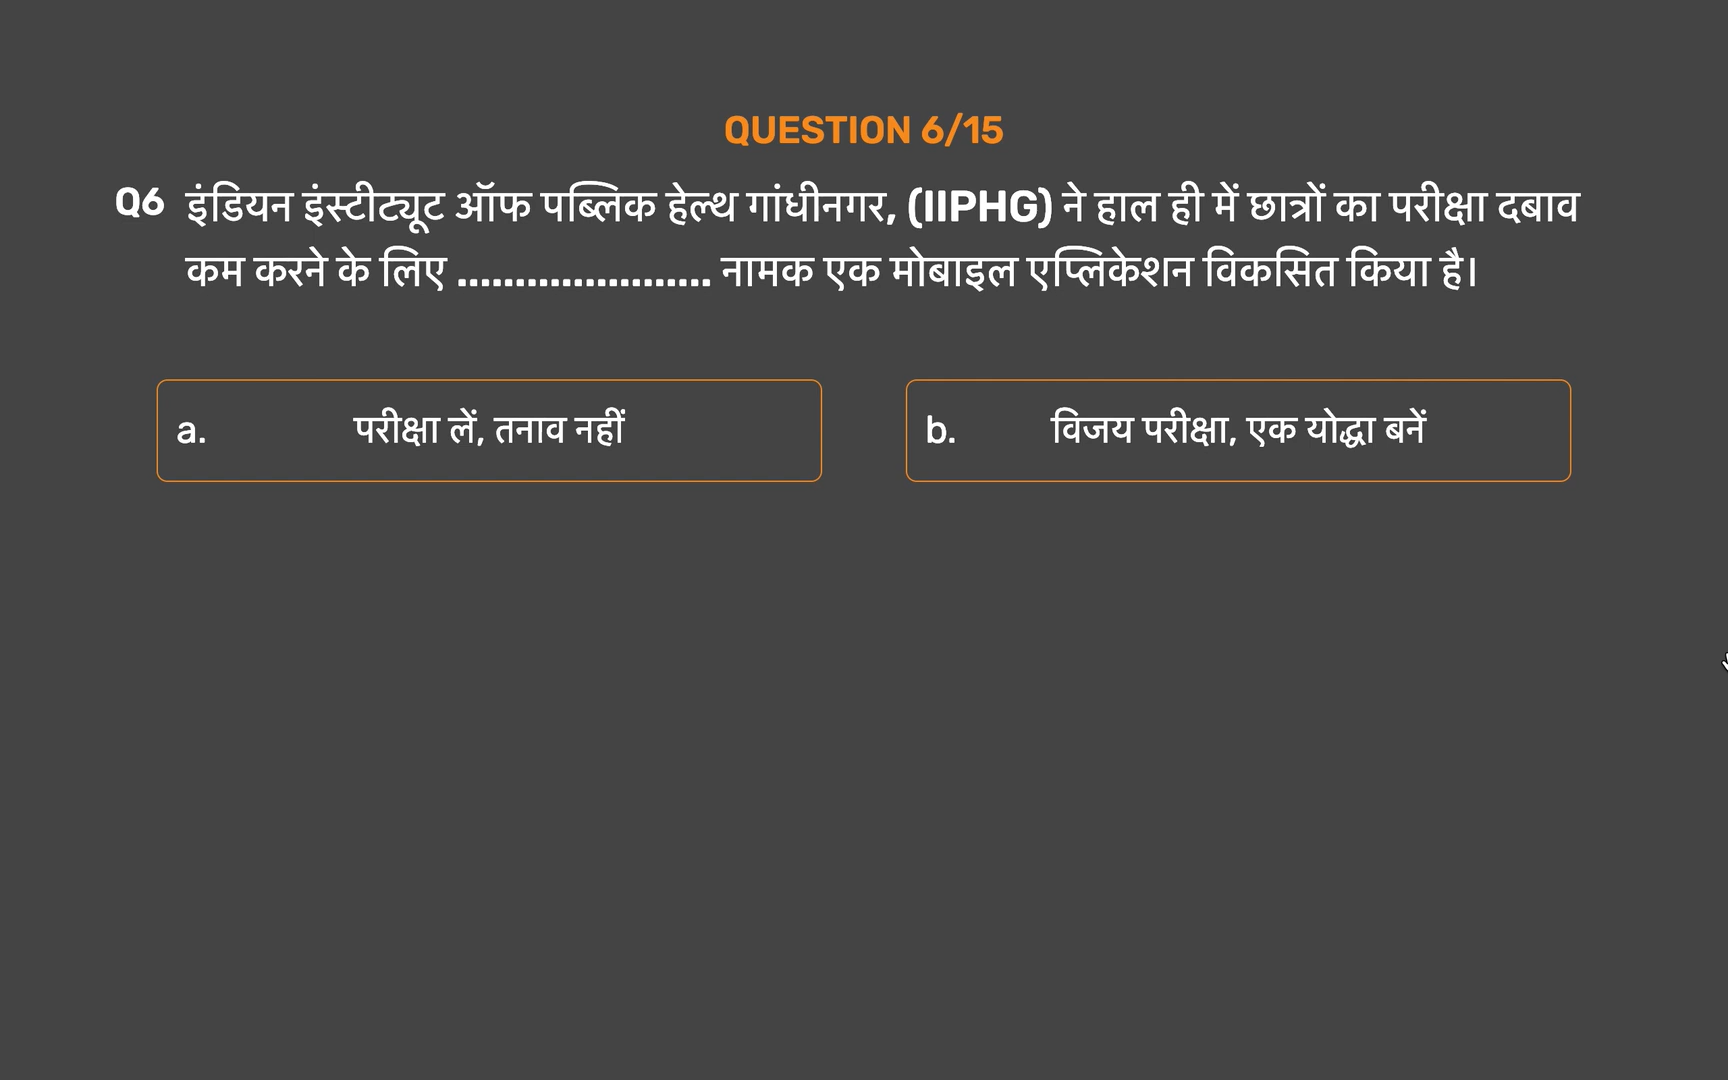 QUESTION 6/15
Q6 इंडियन इंस्टीट्यूट ऑफ पब्लिक हेल्थ गांधीनगर, (IIPHG) ने हाल ही में छात्रों का परीक्षा दबाव
कम करने के लिए ...................... नामक एक मोबाइल एप्लिकेशन विकसित किया है।
a. परीक्षा लें, तनाव नहीं
b. विजय परीक्षा, एक योद्धा बनें